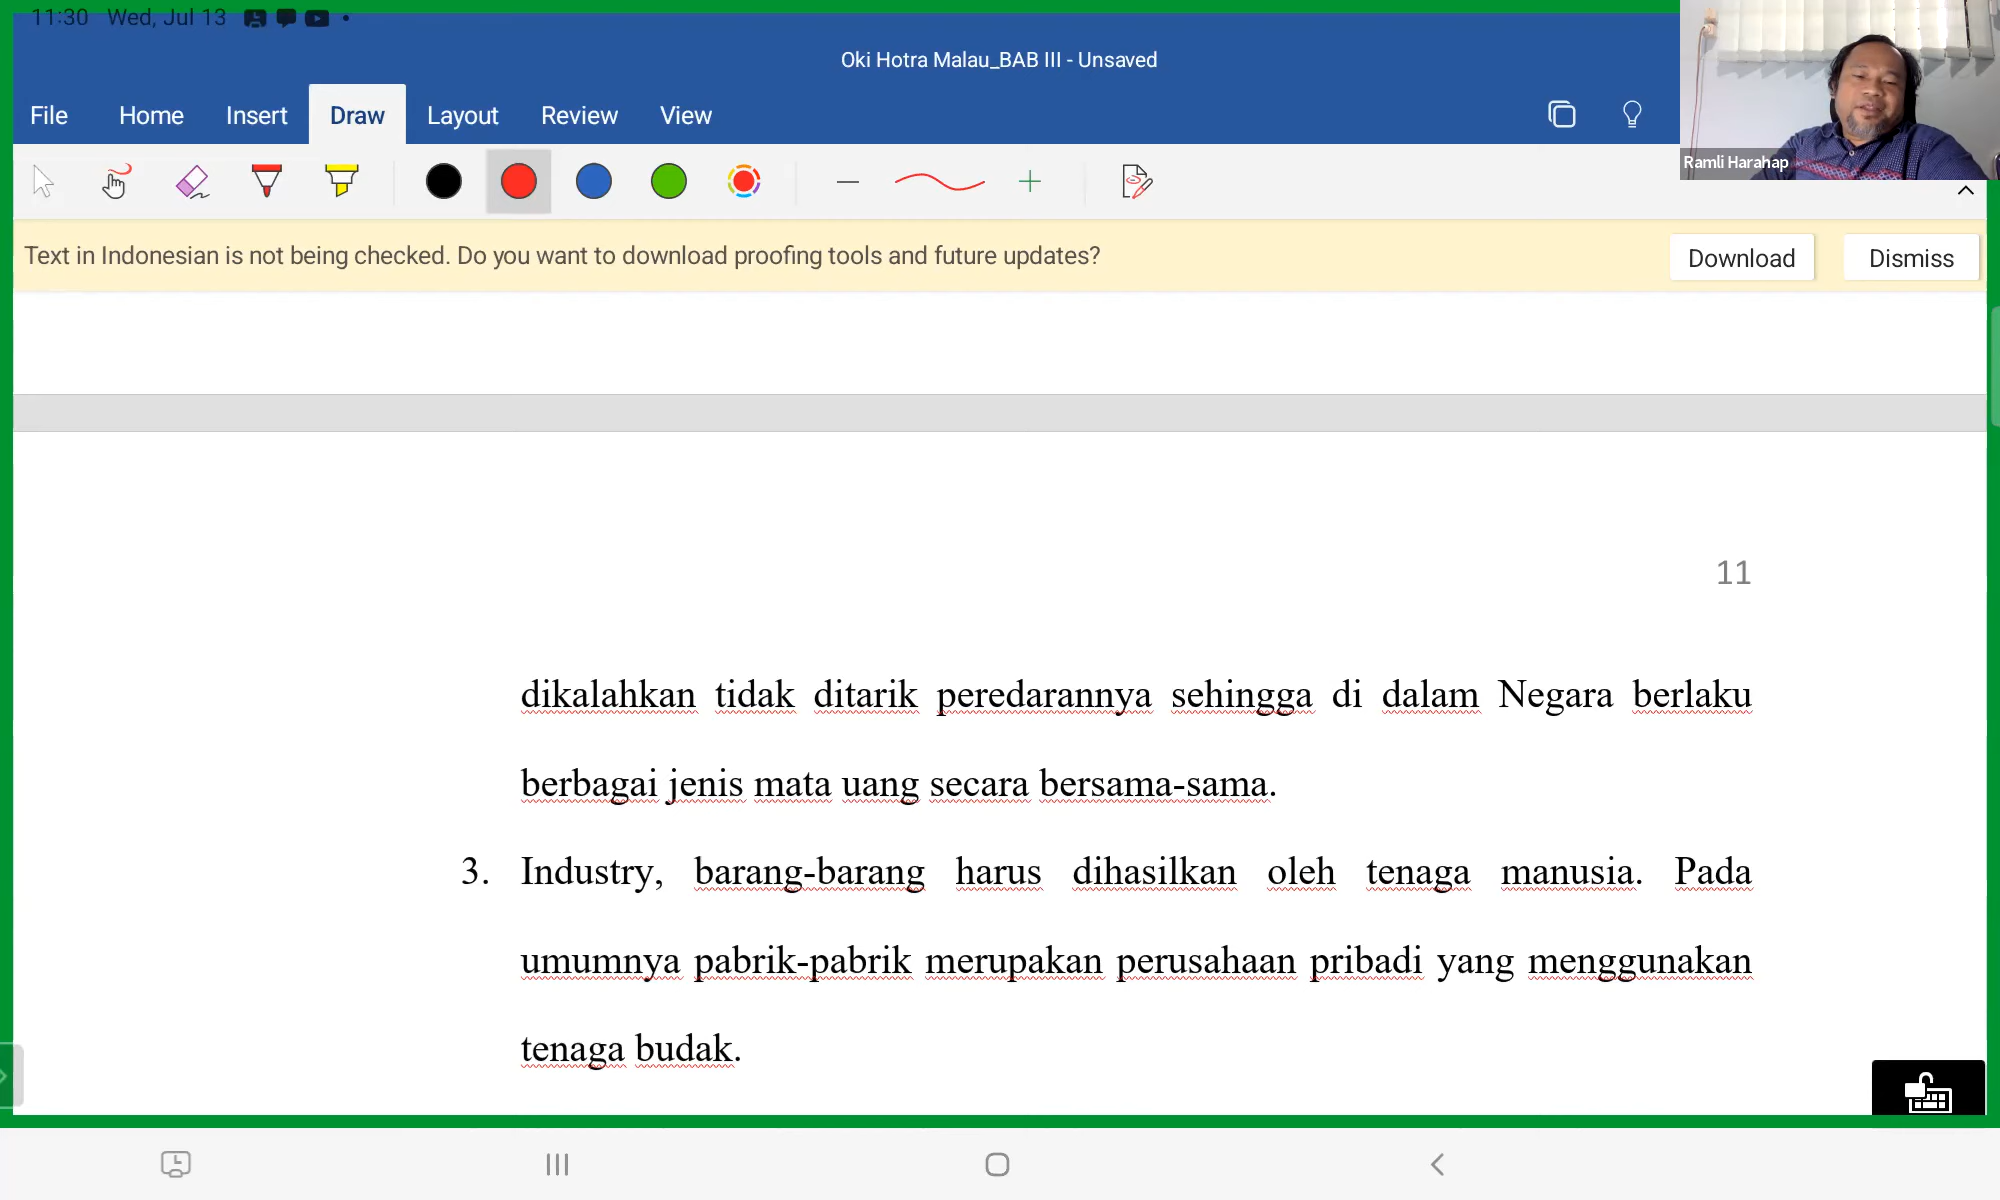 11:30 Wed, Jul 13
Oki Hotra Malau_BAB III - Unsaved
File Home Insert Draw Layout Review View
Ramli Harahap
Text in Indonesian is not being checked. Do you want to download proofing tools and future updates? Download Dismiss
11
dikalahkan tidak ditarik peredarannya sehingga di dalam Negara berlaku
berbagai jenis mata uang secara bersama-sama.
3. Industry, barang-barang harus dihasilkan oleh tenaga manusia. Pada
umumnya pabrik-pabrik merupakan perusahaan pribadi yang menggunakan
tenaga budak.